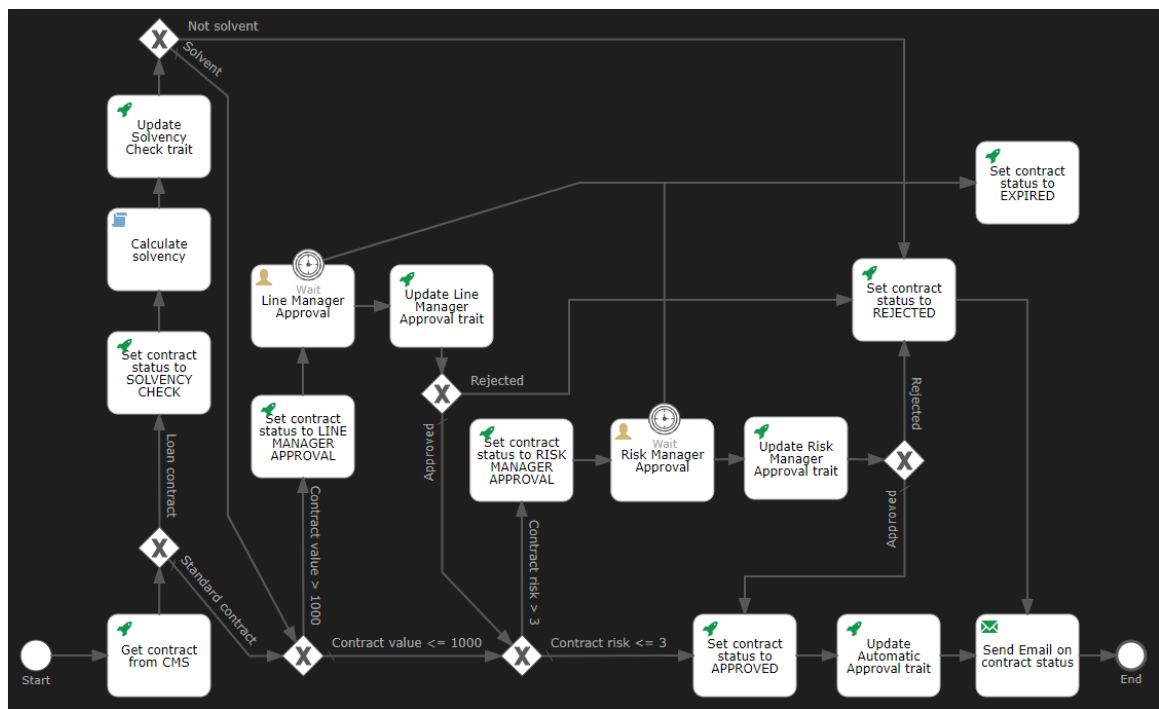 Not solvent
Solvent
Update
Solvency
Check trait
Set contract
status to
EXPIRED
Calculate
solvency
Wait
Line Manager
Approval
Update Line
Manager
Approval trait
Set contract
status to
REJECTED
Set contract
status to
SOLVENCY
CHECK
Rejected
Set contract
status to LINE
MANAGER
APPROVAL
Approved
Set contract
status to RISK
MANAGER
APPROVAL
Wait
Risk Manager
Approval
Update Risk
Manager
Approval trait
Rejected
Loan contract
Contract value > 1000
Contract risk > 3
Approved
Standard contract
Start
Get contract
from CMS
Contract value <= 1000
Contract risk <= 3
Set contract
status to
APPROVED
Update
Automatic
Approval trait
Send Email on
contract status
End